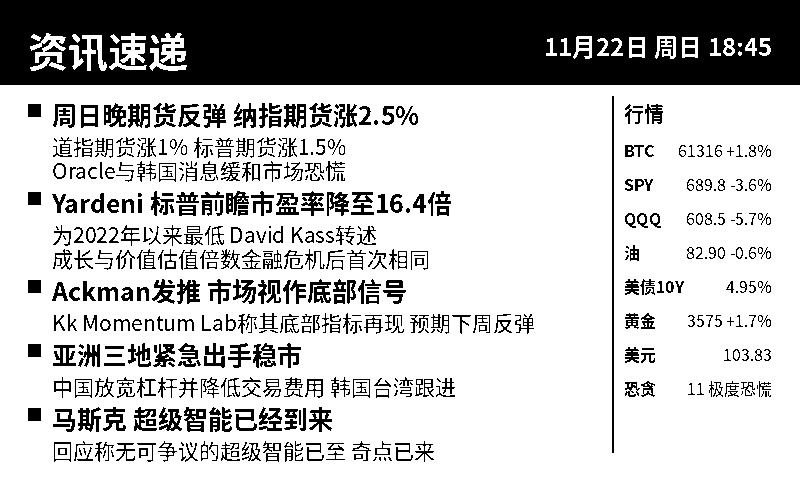 资讯速递
11月22日 周日 18:45
周日晚期货反弹 纳指期货涨2.5%
道指期货涨1% 标普期货涨1.5%
Oracle与韩国消息缓和市场恐慌
Yardeni 标普前瞻市盈率降至16.4倍
为2022年以来最低 David Kass转述
成长与价值估值倍数金融危机后首次相同
Ackman发推 市场视作底部信号
Kk Momentum Lab称其底部指标再现 预期下周反弹
亚洲三地紧急出手稳市
中国放宽杠杆并降低交易费用 韩国台湾跟进
马斯克 超级智能已经到来
回应称无可争议的超级智能已至 奇点已来
行情
BTC 61316 +1.8%
SPY 689.8 -3.6%
QQQ 608.5 -5.7%
油 82.90 -0.6%
美债10Y 4.95%
黄金 3575 +1.7%
美元 103.83
恐贪 11 极度恐慌